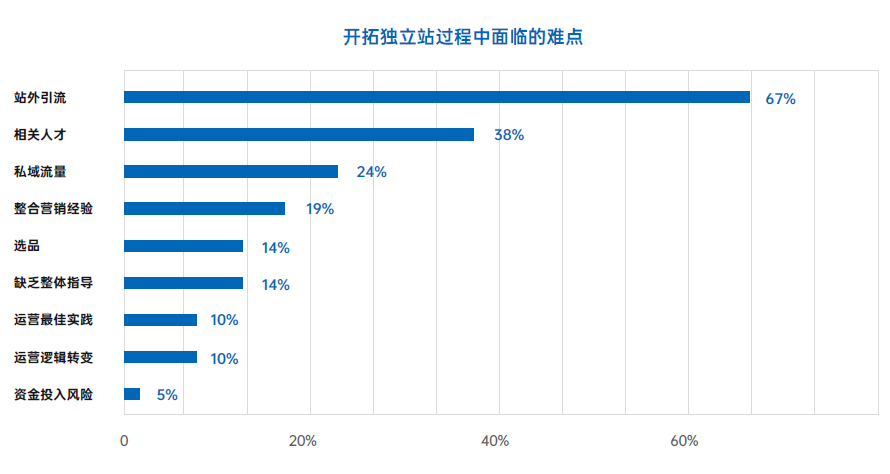 开拓独立站过程中面临的难点
站外引流 67%
相关人才 38%
私域流量 24%
整合营销经验 19%
选品 14%
缺乏整体指导 14%
运营最佳实践 10%
运营逻辑转变 10%
资金投入风险 5%
0 20% 40% 60%